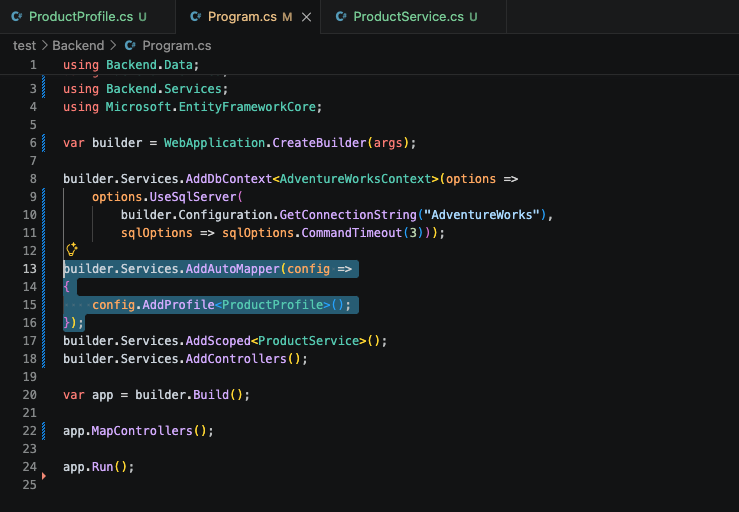 C# ProductProfile.cs U
C# Program.cs M
C# ProductService.cs U
test > Backend > C# Program.cs
1 using Backend.Data;
3 using Backend.Services;
4 using Microsoft.EntityFrameworkCore;
5
6 var builder = WebApplication.CreateBuilder(args);
7
8 builder.Services.AddDbContext<AdventureWorksContext>(options =>
9     options.UseSqlServer(
10         builder.Configuration.GetConnectionString("AdventureWorks"),
11         sqlOptions => sqlOptions.CommandTimeout(3)));
12
13 builder.Services.AddAutoMapper(config =>
14 {
15     config.AddProfile<ProductProfile>();
16 });
17 builder.Services.AddScoped<ProductService>();
18 builder.Services.AddControllers();
19
20 var app = builder.Build();
21
22 app.MapControllers();
23
24 app.Run();
25